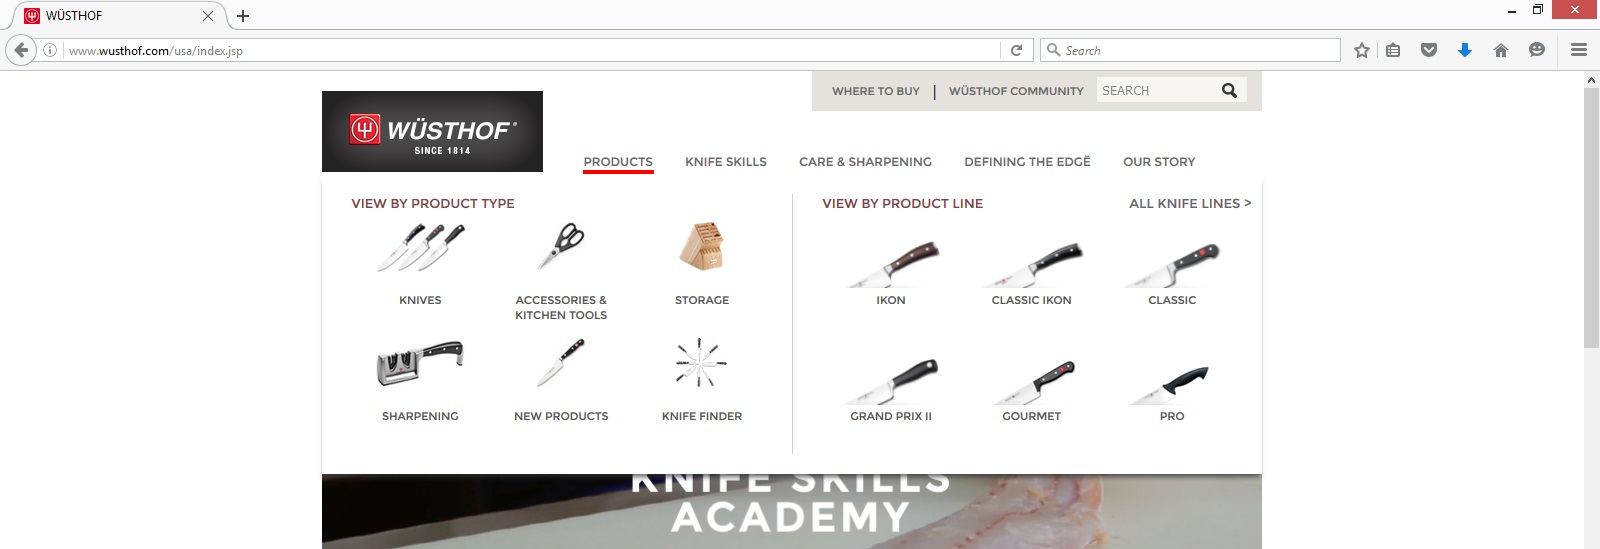 WÜSTHOF
www.wusthof.com/usa/index.jsp
Search
WHERE TO BUY | WÜSTHOF COMMUNITY
SEARCH
WÜSTHOF
SINCE 1814
PRODUCTS KNIFE SKILLS CARE & SHARPENING DEFINING THE EDGË OUR STORY
VIEW BY PRODUCT TYPE
KNIVES
ACCESSORIES &
KITCHEN TOOLS
STORAGE
SHARPENING
NEW PRODUCTS
KNIFE FINDER
VIEW BY PRODUCT LINE
ALL KNIFE LINES >
IKON
CLASSIC IKON
CLASSIC
GRAND PRIX II
GOURMET
PRO
KNIFE SKILLS
ACADEMY